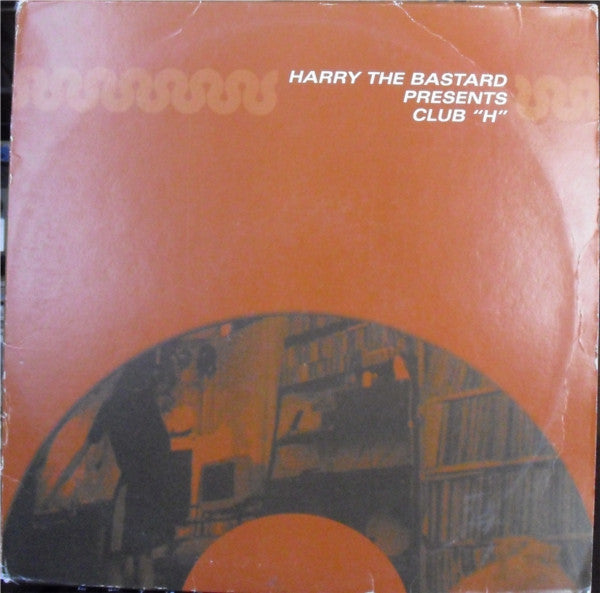 HARRY THE BASTARD
PRESENTS
CLUB “H”